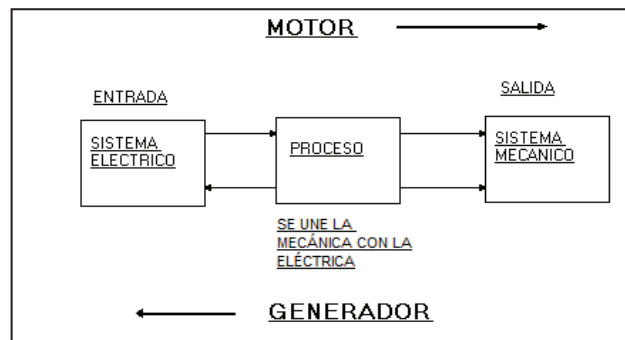 MOTOR
ENTRADA
SALIDA
SISTEMA
ELECTRICO
PROCESO
SISTEMA
MECANICO
SE UNE LA
MECÁNICA CON LA
ELÉCTRICA
GENERADOR